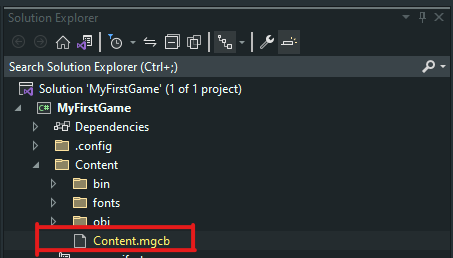 Solution Explorer
Search Solution Explorer (Ctrl+;)
Solution 'MyFirstGame' (1 of 1 project)
C# MyFirstGame
Dependencies
.config
Content
bin
fonts
obj
Content.mgcb